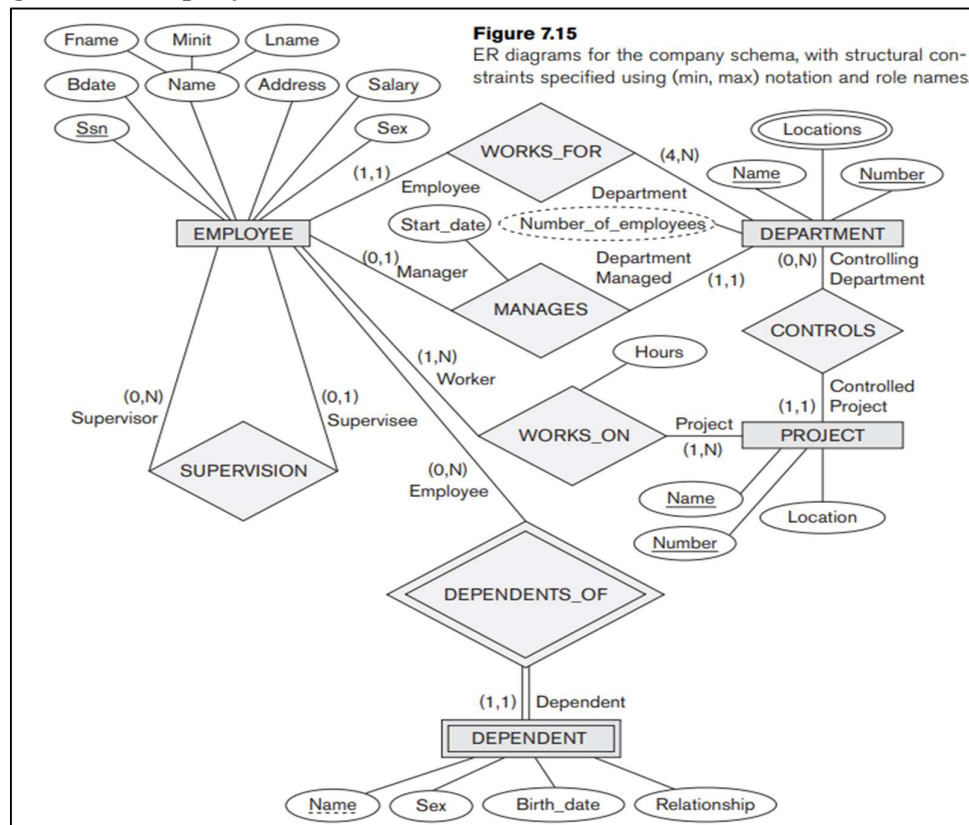 Figure 7.15
ER diagrams for the company schema, with structural con-
straints specified using (min, max) notation and role names
Fname
Minit
Lname
Bdate
Name
Address
Salary
Ssn
Sex
WORKS_FOR
Locations
(1,1)
Employee
(4,N)
Department
Name
Number
Start_date
Number_of_employees
EMPLOYEE
DEPARTMENT
(0,1)
Manager
MANAGES
Department
Managed
(1,1)
(0,N)
Controlling
Department
CONTROLS
Hours
(1,N)
Worker
(0,N)
Supervisor
(0,1)
Supervisee
WORKS_ON
Project
(1,N)
Controlled
Project
(1,1)
PROJECT
SUPERVISION
(0,N)
Employee
Name
Location
Number
DEPENDENTS_OF
(1,1)
Dependent
DEPENDENT
Name
Sex
Birth_date
Relationship